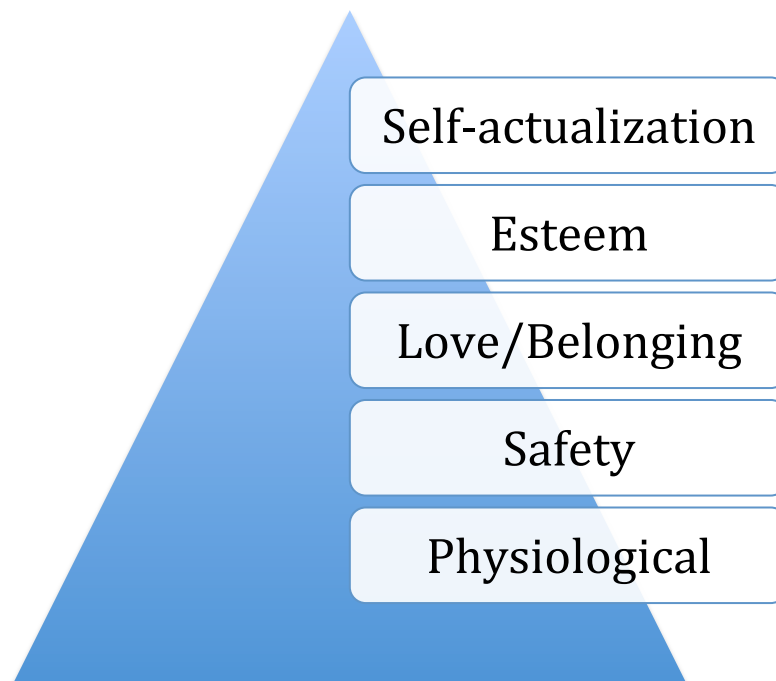 Self-actualization
Esteem
Love/Belonging
Safety
Physiological